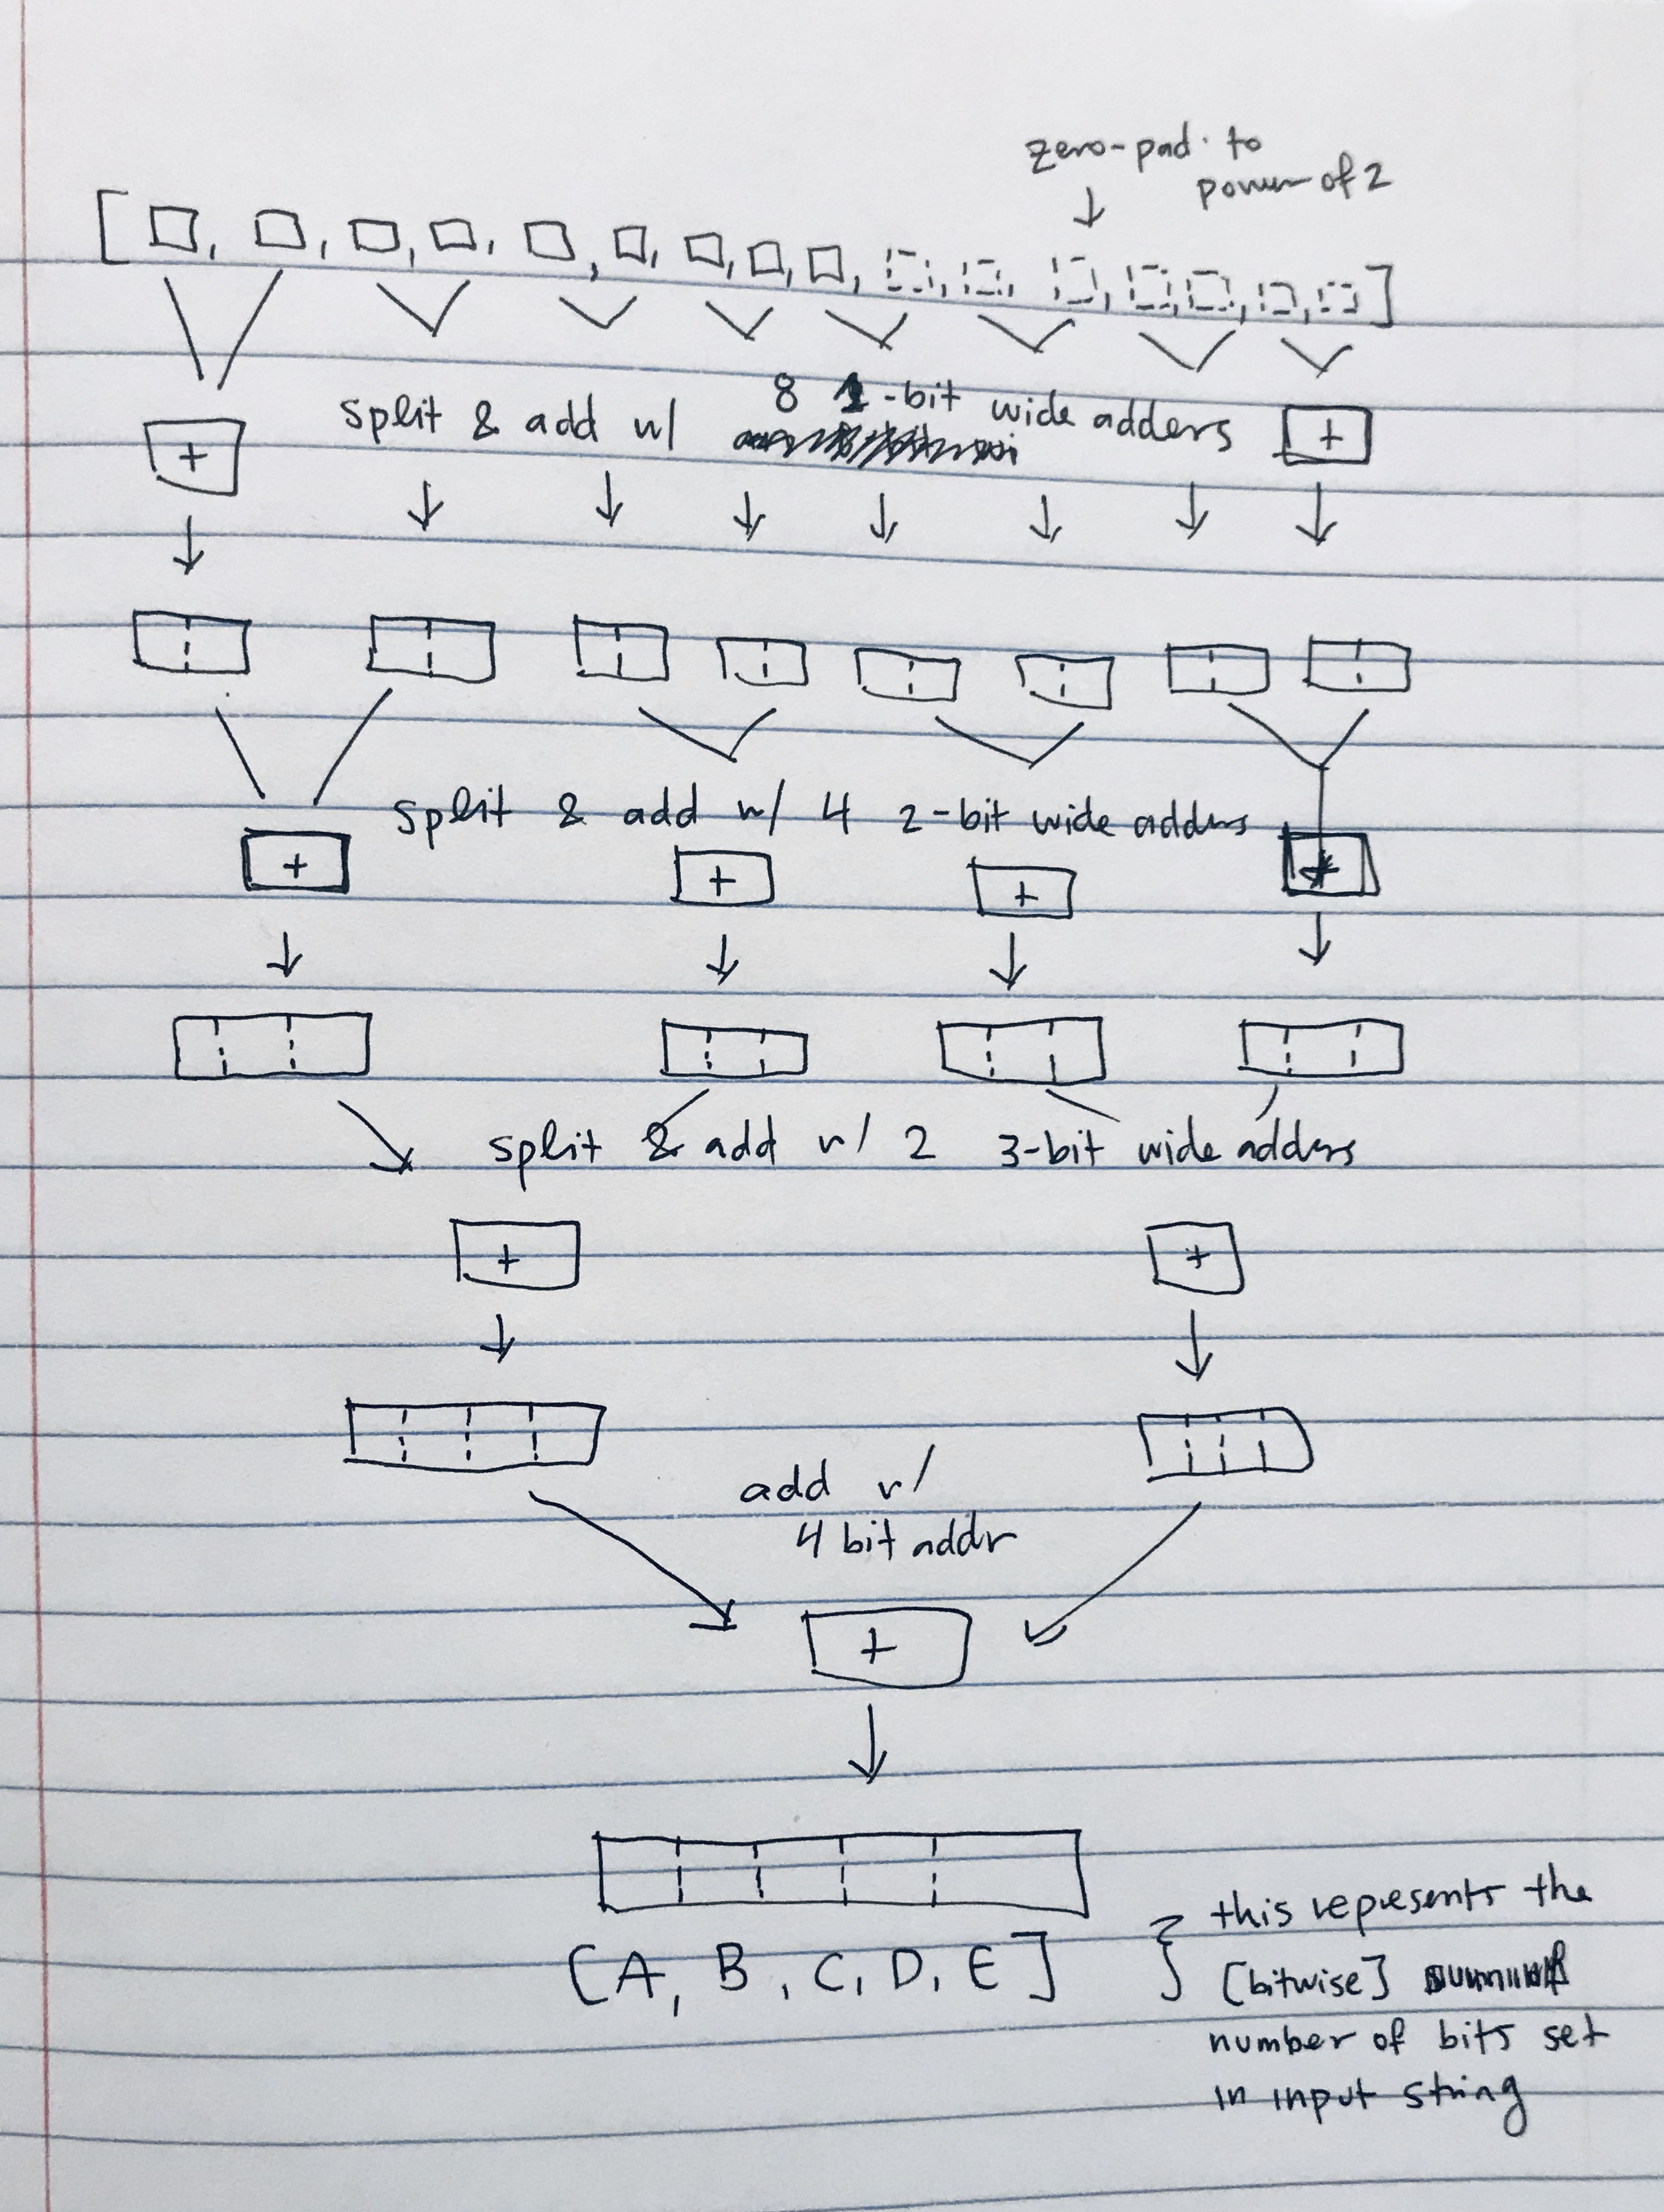 zero-pad to
power of 2
split & add w/ 8 1-bit wide adders
+ +
split & add w/ 4 2-bit wide adders
+ + + +
split & add w/ 2 3-bit wide adders
+ +
add w/
4 bit addr
+
[A, B, C, D, E]
this represents the
[bitwise]
number of bits set
in input string